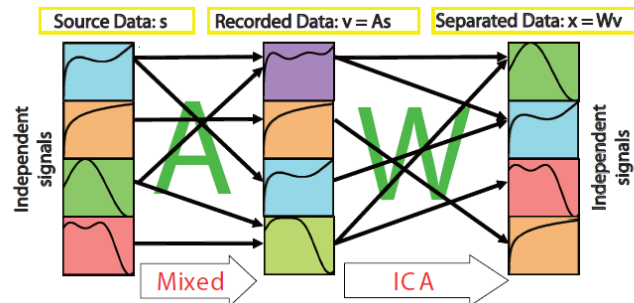 Source Data: s
Recorded Data: v = As
Separated Data: x = Wv
Independent
signals
A
W
Independent
signals
Mixed
ICA